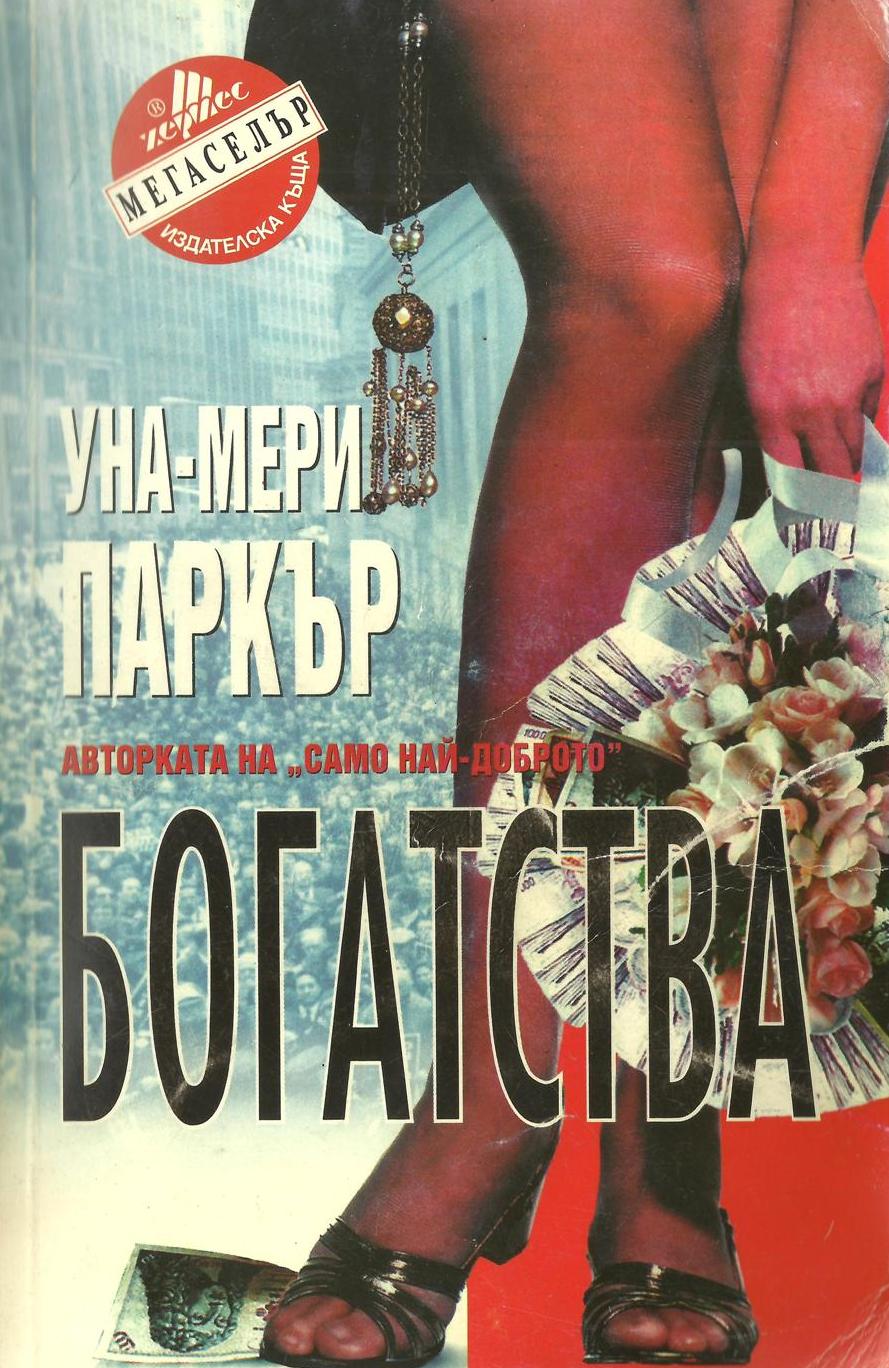 ® Хермес
МЕГАСЕЛЪР
ИЗДАТЕЛСКА КЪЩА
УНА-МЕРИ
ПАРКЪР
АВТОРКАТА НА „САМО НАЙ-ДОБРОТО”
БОГАТСТВА